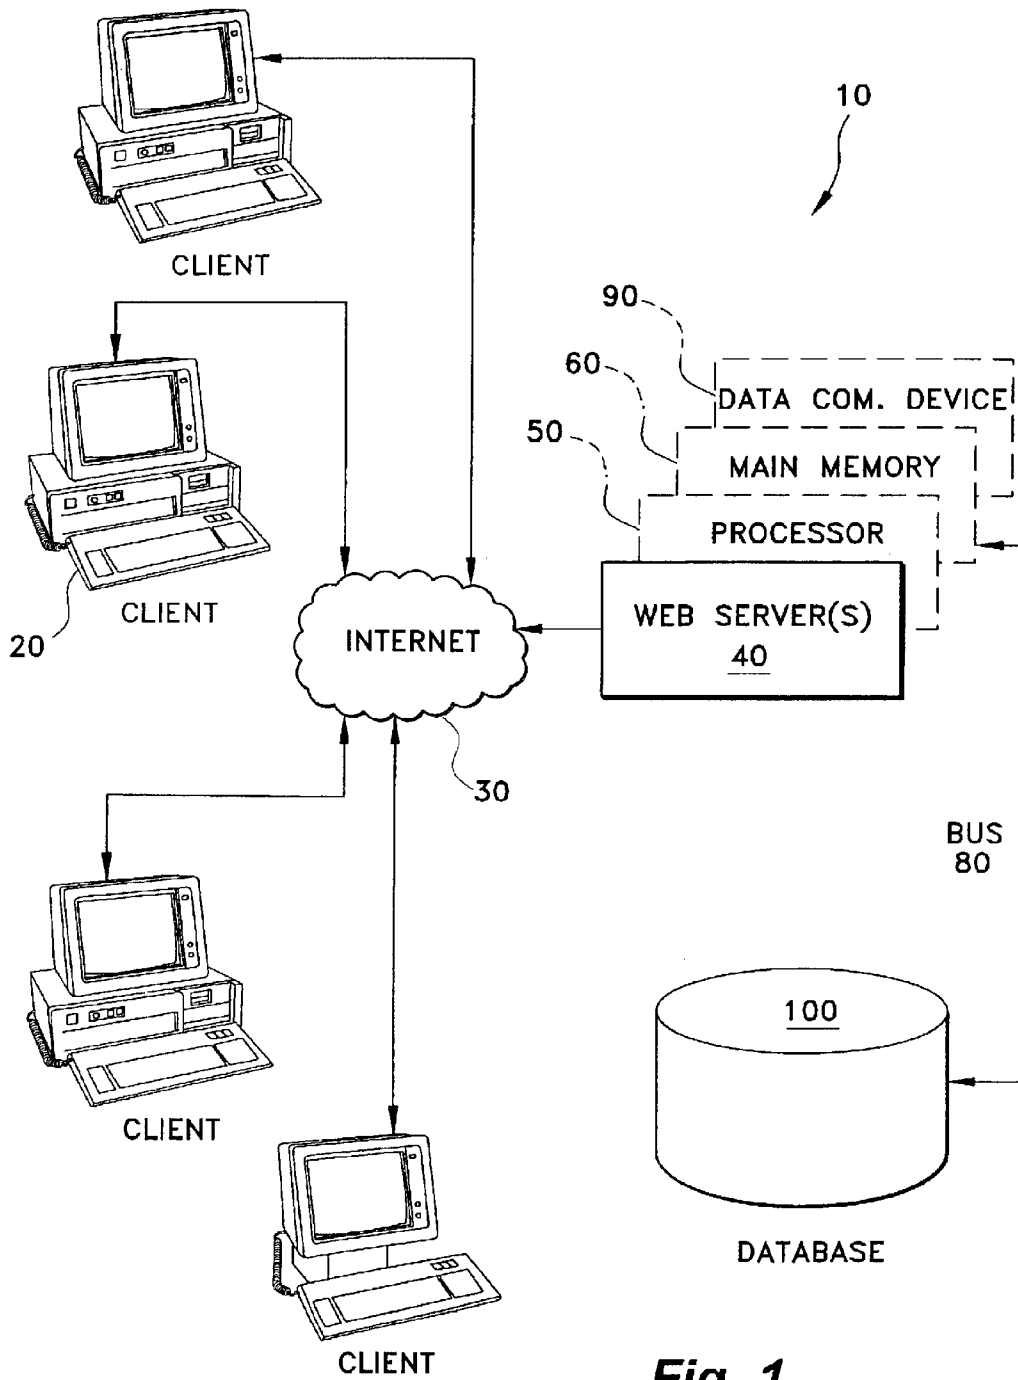 10
CLIENT
90
DATA COM. DEVICE
60
MAIN MEMORY
50
PROCESSOR
WEB SERVER(S)
40
CLIENT
20
INTERNET
30
BUS
80
100
CLIENT
DATABASE
CLIENT
Fig. 1